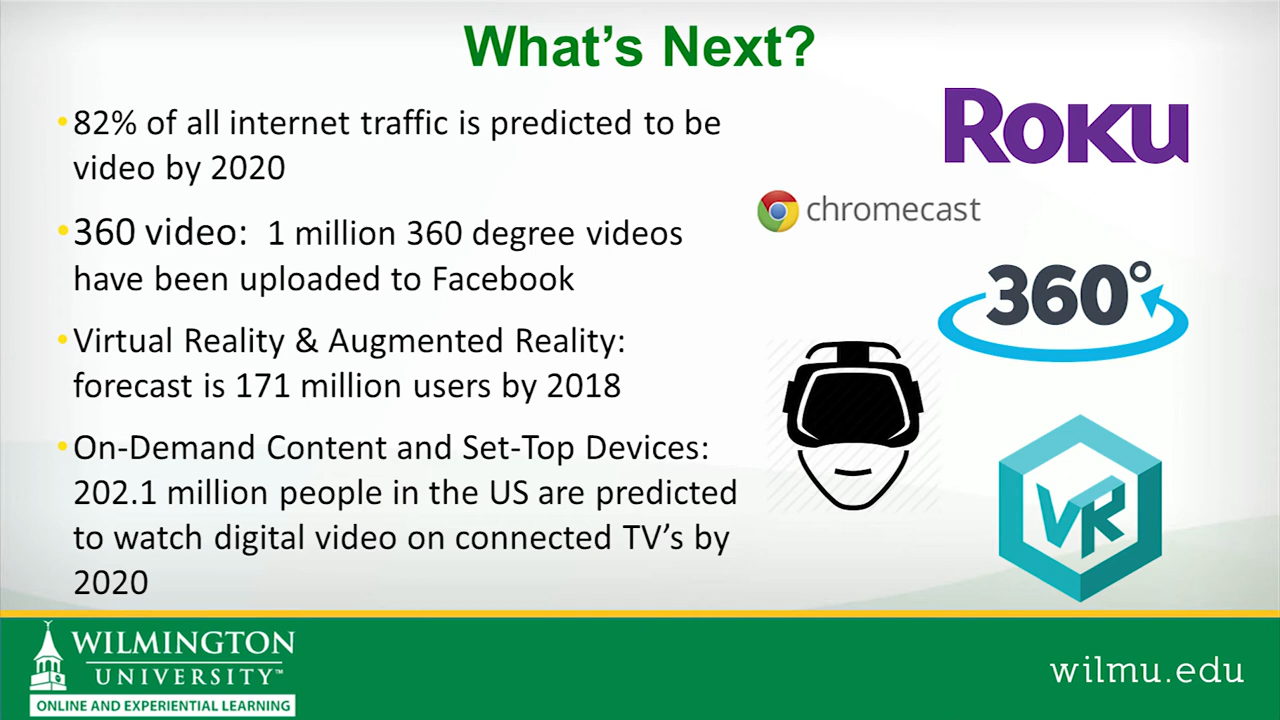 What's Next?
•82% of all internet traffic is predicted to be
video by 2020
•360 video:  1 million 360 degree videos
have been uploaded to Facebook
•Virtual Reality & Augmented Reality:
forecast is 171 million users by 2018
•On-Demand Content and Set-Top Devices:
202.1 million people in the US are predicted
to watch digital video on connected TV's by
2020
ROKU
chromecast
360°
VR
WILMINGTON
UNIVERSITY™
ONLINE AND EXPERIENTIAL LEARNING
wilmu.edu